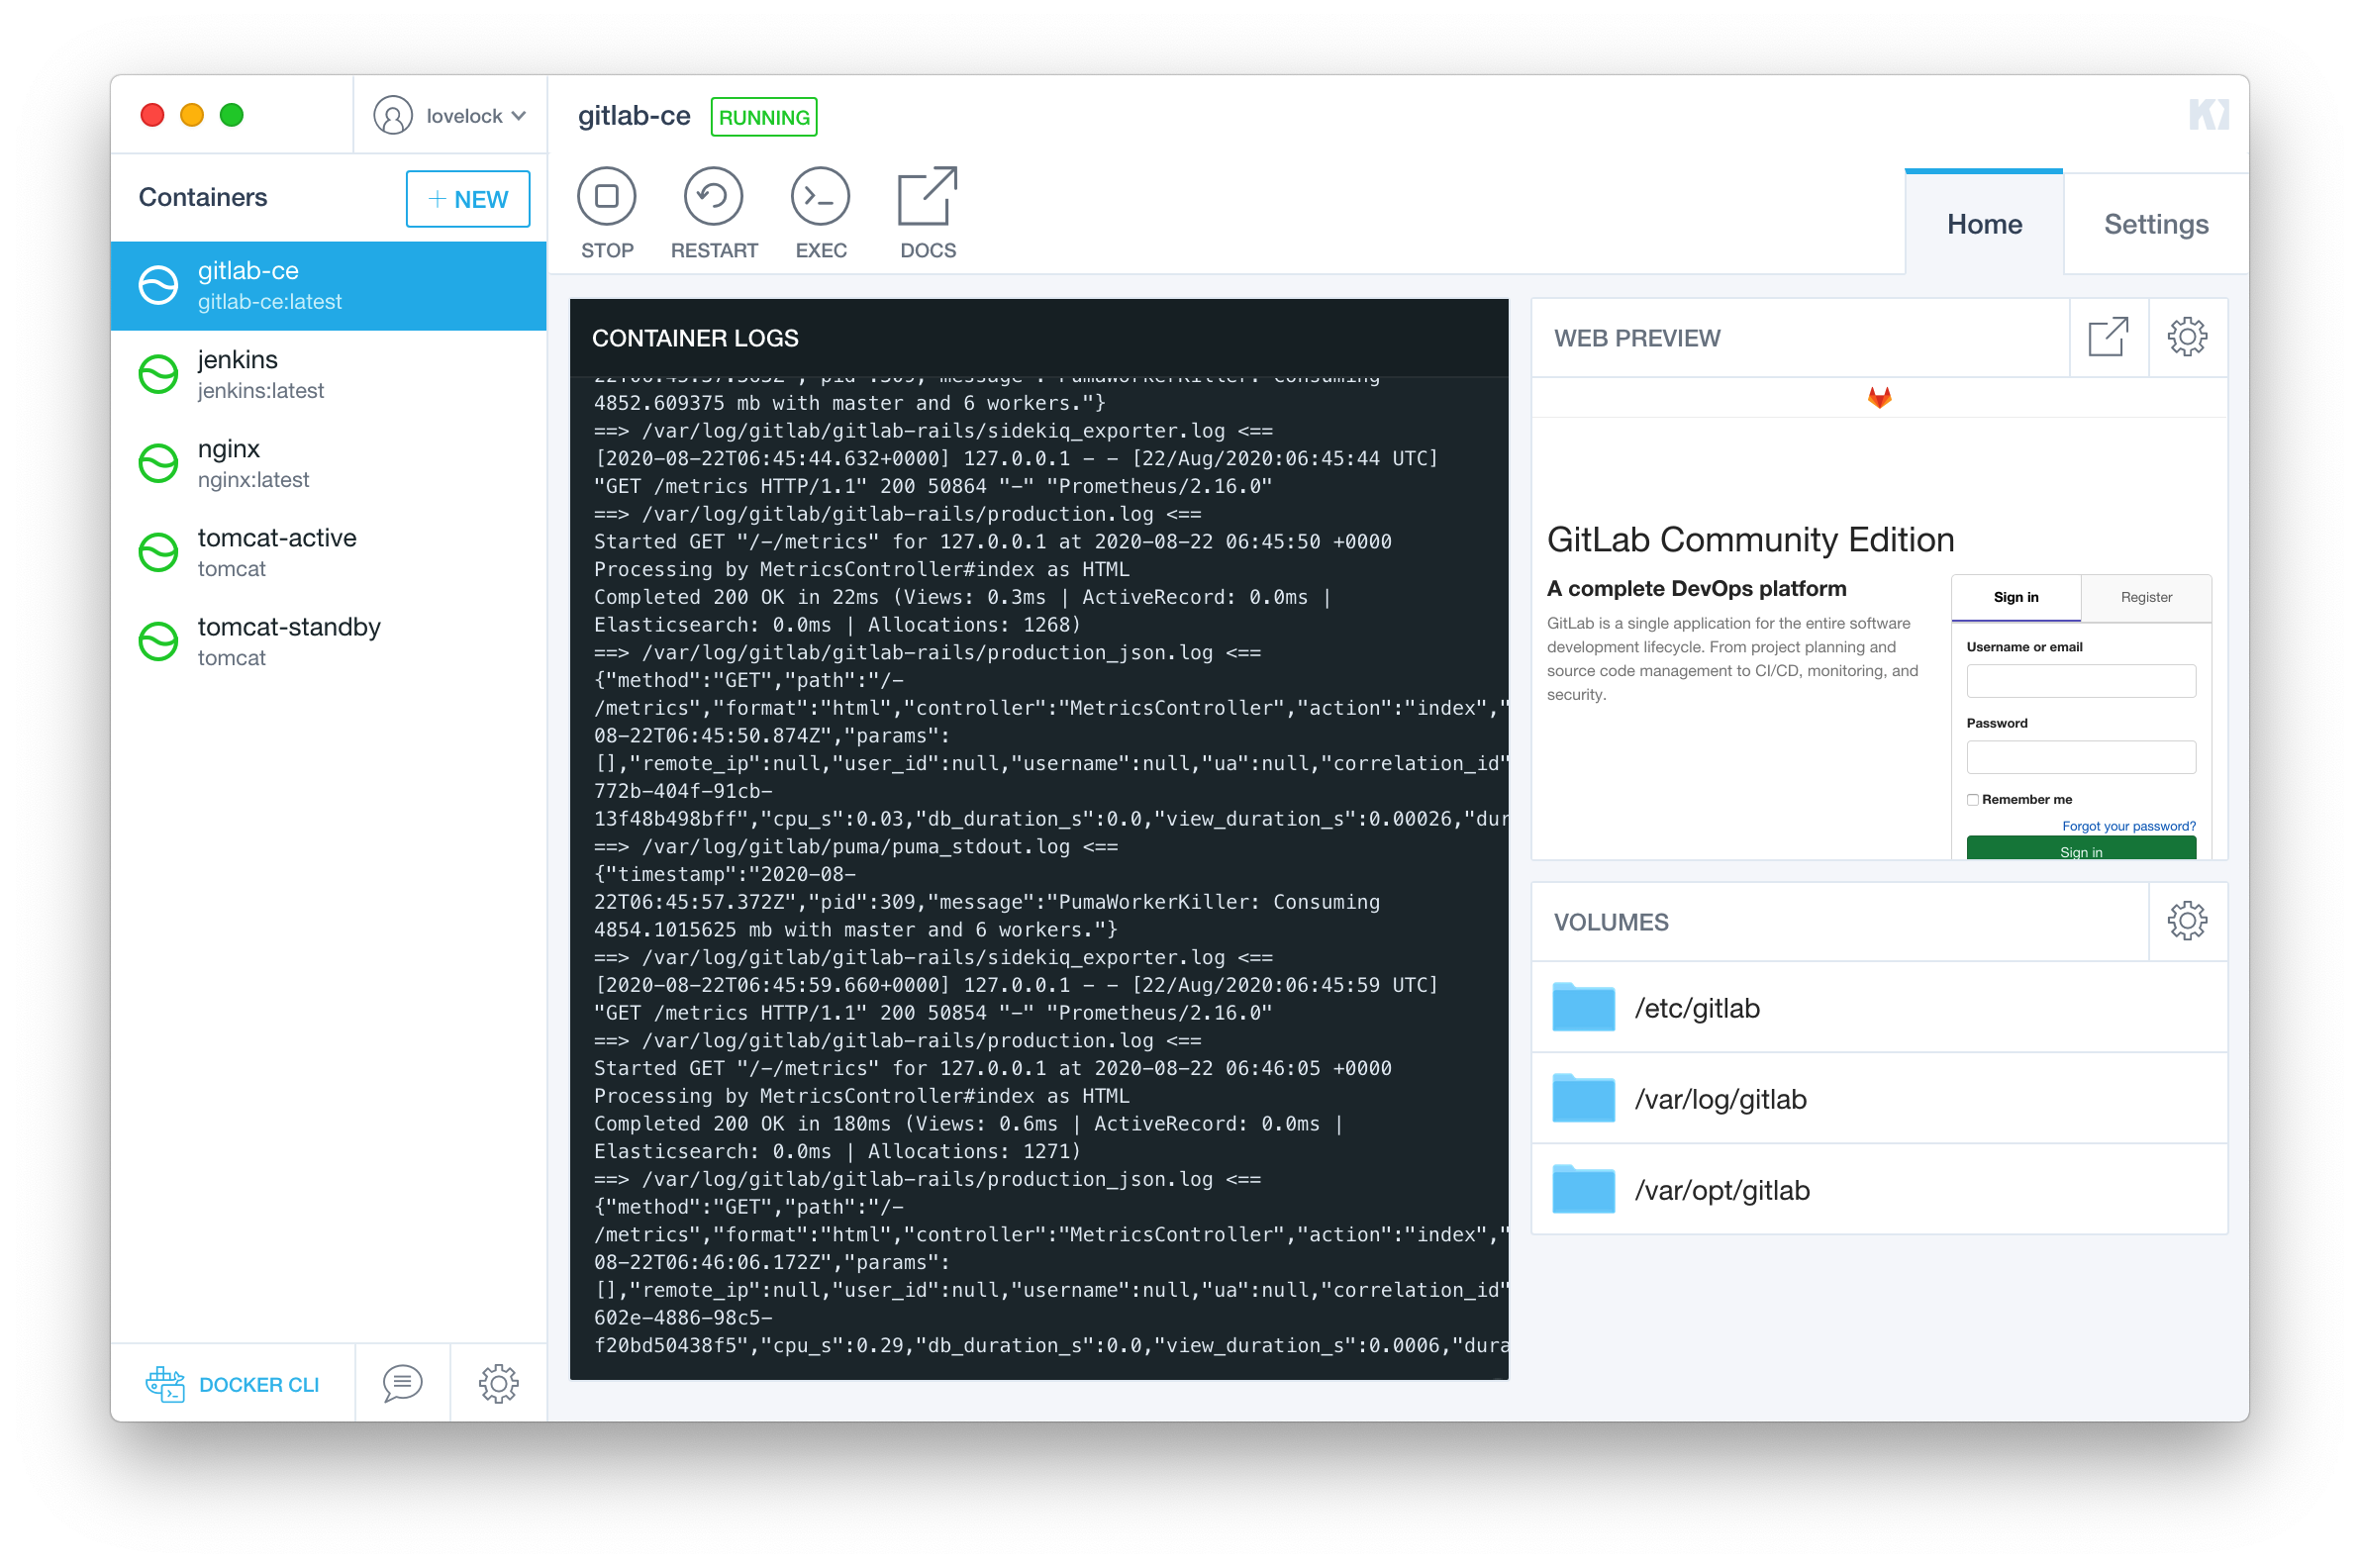 lovelock
gitlab-ce
RUNNING
Containers
+ NEW
STOP
RESTART
EXEC
DOCS
Home
Settings
gitlab-ce
gitlab-ce:latest
jenkins
jenkins:latest
nginx
nginx:latest
tomcat-active
tomcat
tomcat-standby
tomcat
DOCKER CLI
CONTAINER LOGS
4852.609375 mb with master and 6 workers."}
==> /var/log/gitlab/gitlab-rails/sidekiq_exporter.log <==
[2020-08-22T06:45:44.632+0000] 127.0.0.1 - - [22/Aug/2020:06:45:44 UTC]
"GET /metrics HTTP/1.1" 200 50864 "-" "Prometheus/2.16.0"
==> /var/log/gitlab/gitlab-rails/production.log <==
Started GET "/-/metrics" for 127.0.0.1 at 2020-08-22 06:45:50 +0000
Processing by MetricsController#index as HTML
Completed 200 OK in 22ms (Views: 0.3ms | ActiveRecord: 0.0ms |
Elasticsearch: 0.0ms | Allocations: 1268)
==> /var/log/gitlab/gitlab-rails/production_json.log <==
{"method":"GET","path":"/-
/metrics","format":"html","controller":"MetricsController","action":"index","
08-22T06:45:50.874Z","params":
[],"remote_ip":null,"user_id":null,"username":null,"ua":null,"correlation_id"
772b-404f-91cb-
13f48b498bff","cpu_s":0.03,"db_duration_s":0.0,"view_duration_s":0.00026,"dur
==> /var/log/gitlab/puma/puma_stdout.log <==
{"timestamp":"2020-08-
22T06:45:57.372Z","pid":309,"message":"PumaWorkerKiller: Consuming
4854.1015625 mb with master and 6 workers."}
==> /var/log/gitlab/gitlab-rails/sidekiq_exporter.log <==
[2020-08-22T06:45:59.660+0000] 127.0.0.1 - - [22/Aug/2020:06:45:59 UTC]
"GET /metrics HTTP/1.1" 200 50854 "-" "Prometheus/2.16.0"
==> /var/log/gitlab/gitlab-rails/production.log <==
Started GET "/-/metrics" for 127.0.0.1 at 2020-08-22 06:46:05 +0000
Processing by MetricsController#index as HTML
Completed 200 OK in 180ms (Views: 0.6ms | ActiveRecord: 0.0ms |
Elasticsearch: 0.0ms | Allocations: 1271)
==> /var/log/gitlab/gitlab-rails/production_json.log <==
{"method":"GET","path":"/-
/metrics","format":"html","controller":"MetricsController","action":"index","
08-22T06:46:06.172Z","params":
[],"remote_ip":null,"user_id":null,"username":null,"ua":null,"correlation_id"
602e-4886-98c5-
f20bd50438f5","cpu_s":0.29,"db_duration_s":0.0,"view_duration_s":0.0006,"dura
WEB PREVIEW
GitLab Community Edition
A complete DevOps platform
GitLab is a single application for the entire software
development lifecycle. From project planning and
source code management to CI/CD, monitoring, and
security.
Sign in
Register
Username or email
Password
Remember me
Forgot your password?
Sign in
VOLUMES
/etc/gitlab
/var/log/gitlab
/var/opt/gitlab